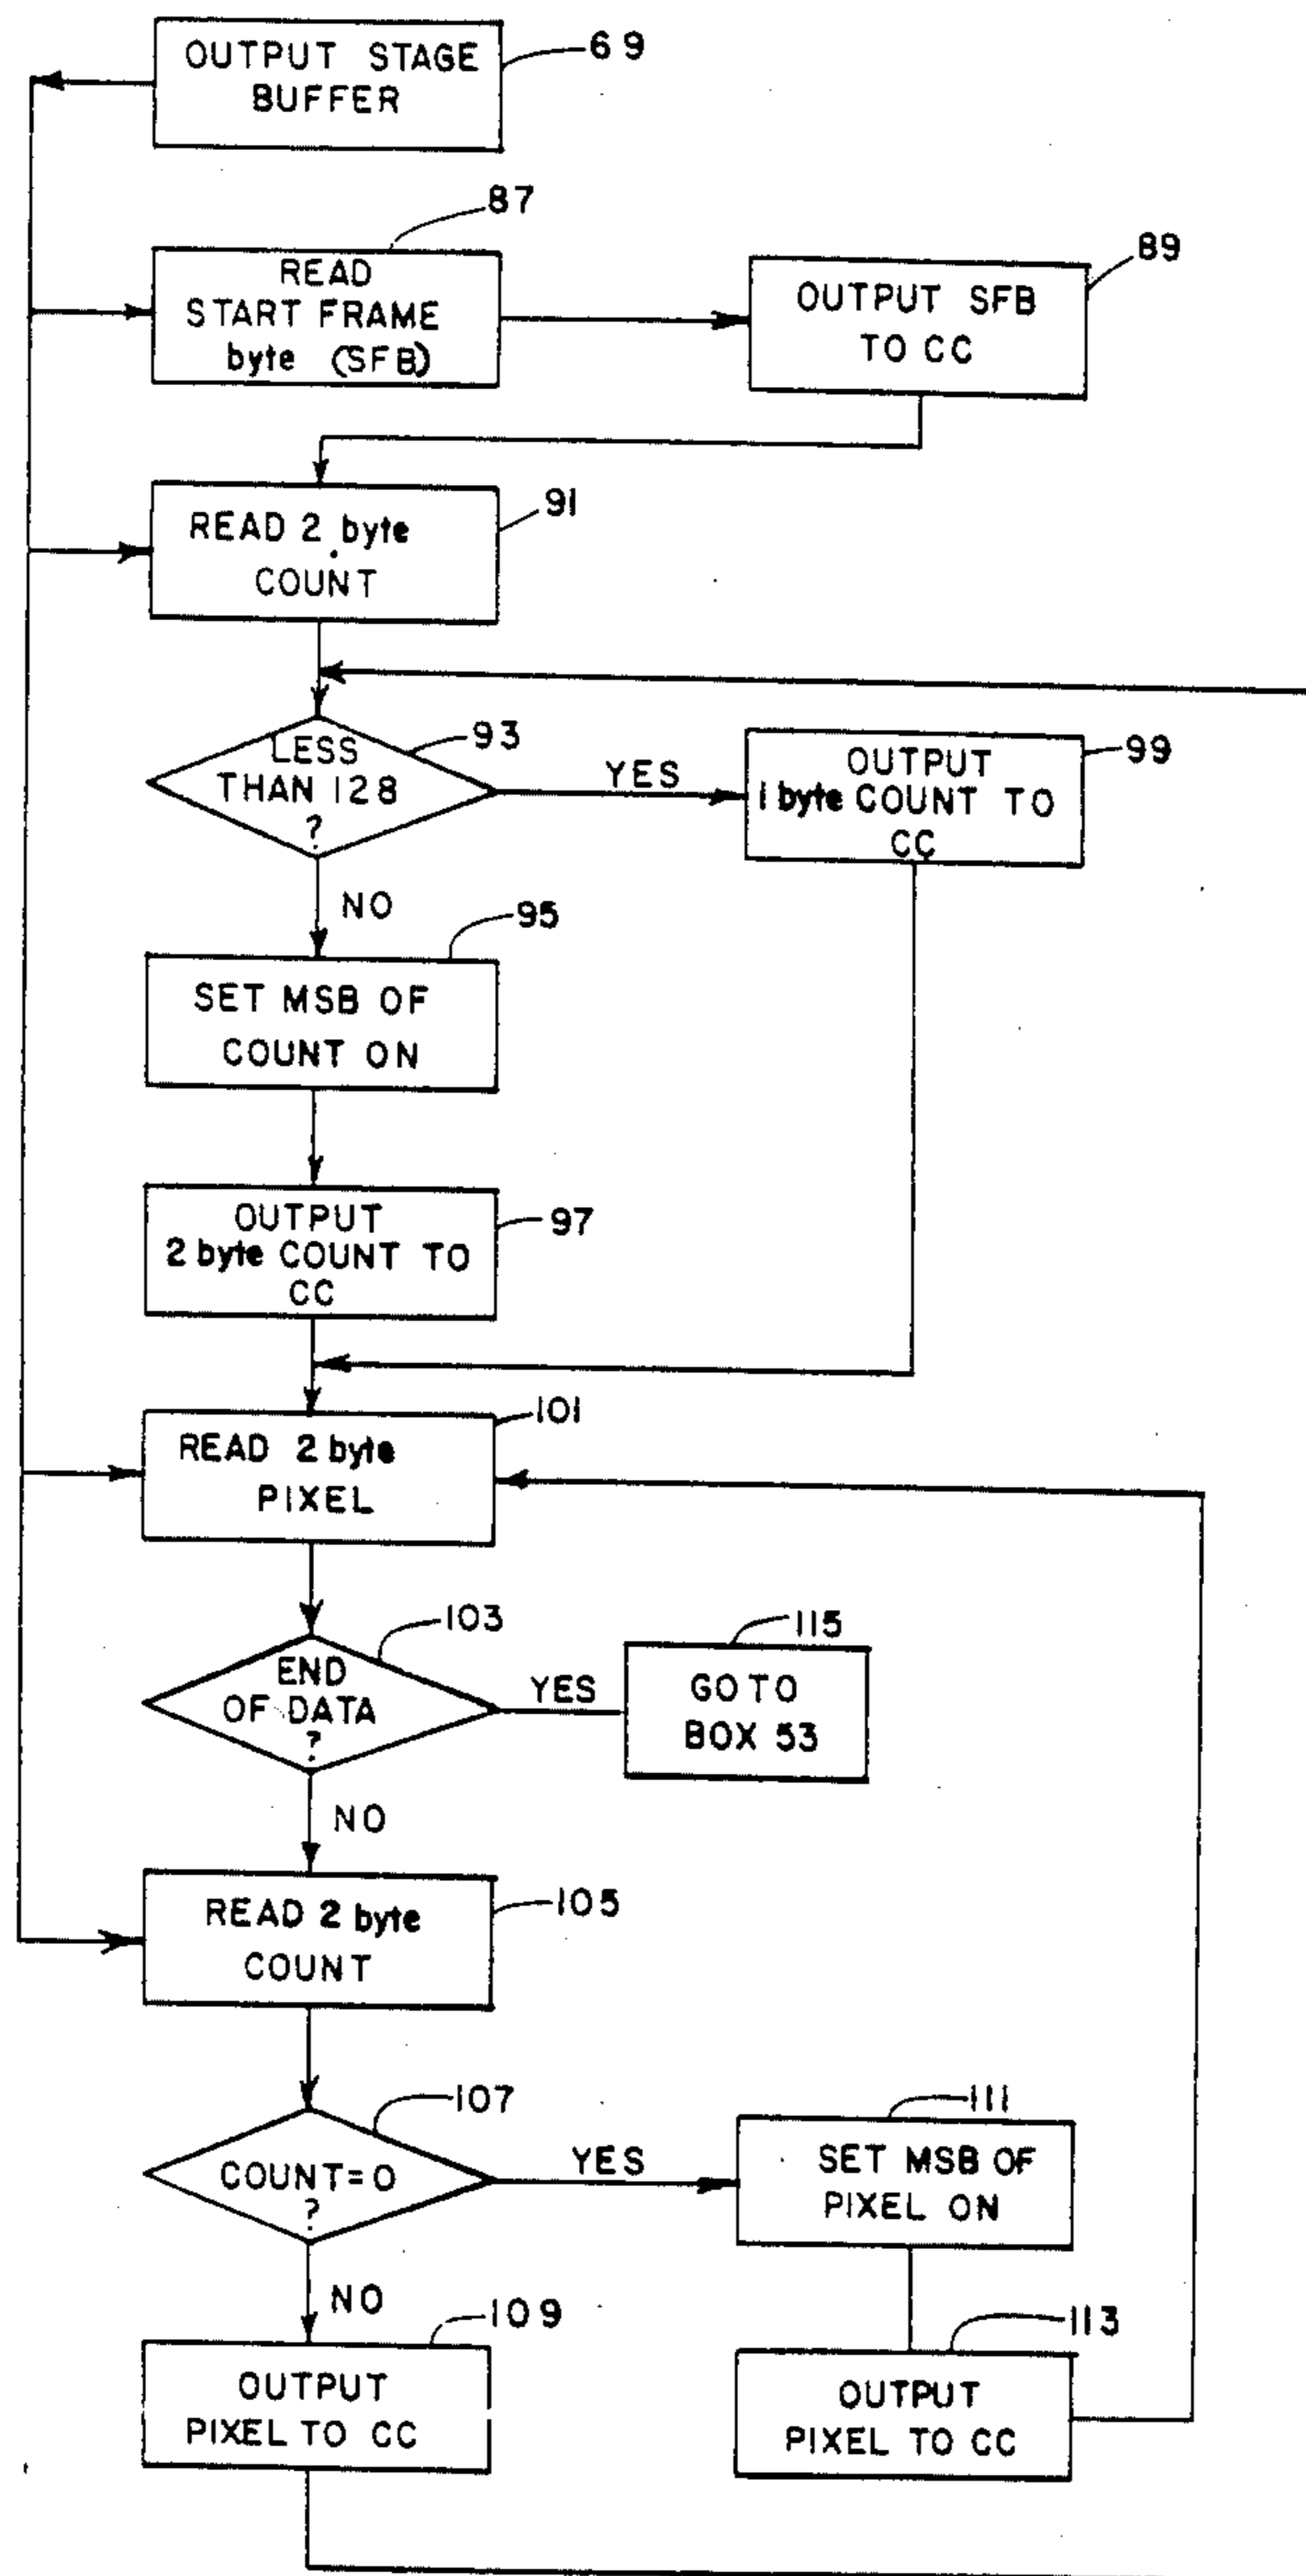 OUTPUT STAGE
BUFFER
69
87
READ
START FRAME
byte (SFB)
89
OUTPUT SFB
TO CC
91
READ 2 byte
COUNT
93
LESS
THAN 128
?
YES
99
OUTPUT
1 byte COUNT TO
CC
NO
95
SET MSB OF
COUNT ON
97
OUTPUT
2 byte COUNT TO
CC
101
READ 2 byte
PIXEL
103
END
OF DATA
?
YES
115
GO TO
BOX 53
NO
105
READ 2 byte
COUNT
107
COUNT=0
?
YES
111
SET MSB OF
PIXEL ON
NO
109
OUTPUT
PIXEL TO CC
113
OUTPUT
PIXEL TO CC